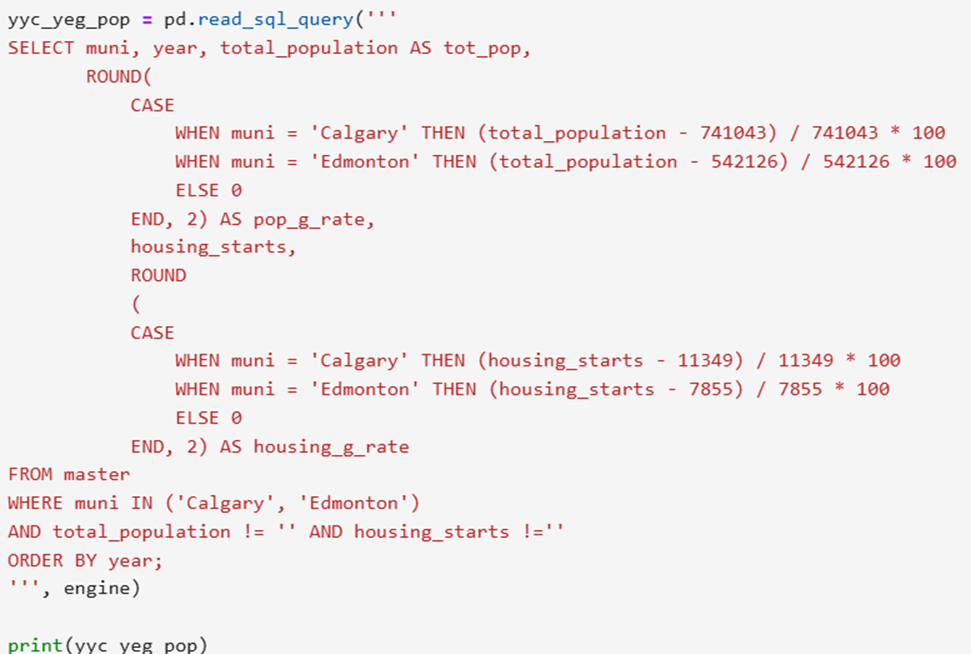 yyc_yeg_pop = pd.read_sql_query('''
SELECT muni, year, total_population AS tot_pop,
       ROUND(
           CASE
               WHEN muni = 'Calgary' THEN (total_population - 741043) / 741043 * 100
               WHEN muni = 'Edmonton' THEN (total_population - 542126) / 542126 * 100
               ELSE 0
           END, 2) AS pop_g_rate,
           housing_starts,
           ROUND
           (
           CASE
               WHEN muni = 'Calgary' THEN (housing_starts - 11349) / 11349 * 100
               WHEN muni = 'Edmonton' THEN (housing_starts - 7855) / 7855 * 100
               ELSE 0
           END, 2) AS housing_g_rate
FROM master
WHERE muni IN ('Calgary', 'Edmonton')
AND total_population != '' AND housing_starts !=''
ORDER BY year;
''', engine)

print(yyc_yeg_pop)